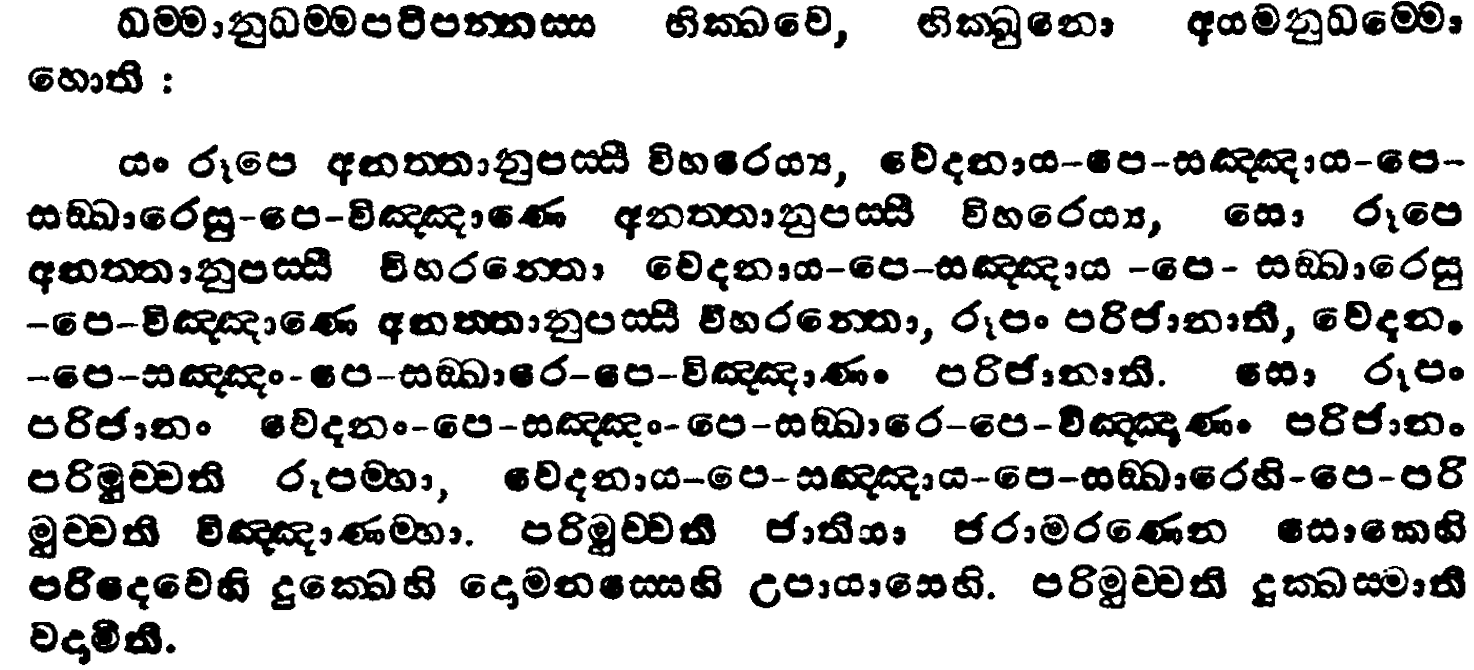 ධම්මානුධම්මපටිපන්නස්ස භික්ඛවෙ, භික්ඛුනො අයමනුධම්මො
හොති :
යං රූපෙ අනත්තානුපස්සී විහරෙය්‍ය, වෙදනාය-පෙ-සඤ්ඤාය-පෙ-
සඞ්ඛාරෙසු-පෙ-විඤ්ඤාණෙ අනත්තානුපස්සී විහරෙය්‍ය, සො රූපෙ
අනත්තානුපස්සී විහරන්තො වෙදනාය-පෙ-සඤ්ඤාය -පෙ- සඞ්ඛාරෙසු
-පෙ-විඤ්ඤාණෙ අනත්තානුපස්සී විහරන්තො, රූපං පරිජානාති, වෙදනං
-පෙ-සඤ්ඤං-පෙ-සඞ්ඛාරෙ-පෙ-විඤ්ඤාණං පරිජානාති. සො රූපං
පරිජානං වෙදනං-පෙ-සඤ්ඤං-පෙ-සඞ්ඛාරෙ-පෙ-විඤ්ඤාණං පරිජානං
පරිමුච්චති රූපම්හා, වෙදනාය-පෙ-සඤ්ඤාය-පෙ-සඞ්ඛාරෙහි-පෙ-පරි
මුච්චති විඤ්ඤාණම්හා. පරිමුච්චති ජාතියා ජරාමරණෙන සොකෙහි
පරිදෙවෙහි දුක්ඛෙහි දොමනස්සෙහි උපායාසෙහි. පරිමුච්චති දුක්ඛස්මාති
වදාමීති.